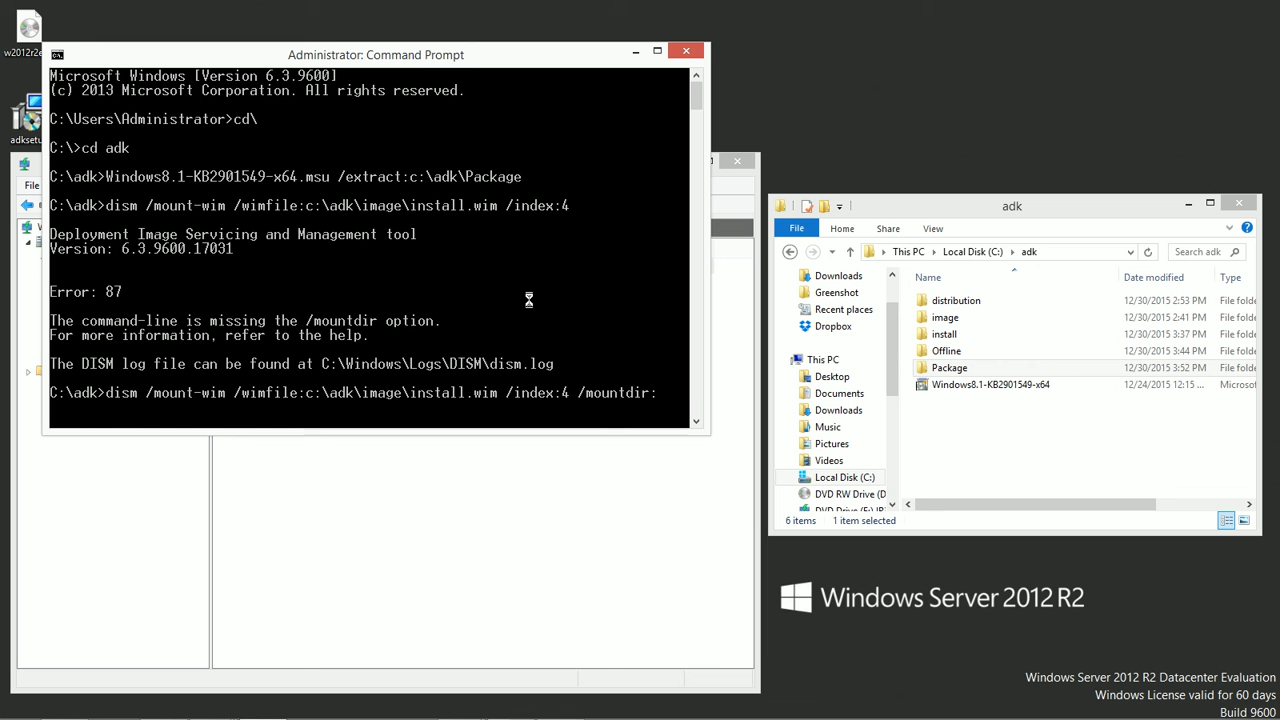 w2012r2e
adksetu
Administrator: Command Prompt
Microsoft Windows [Version 6.3.9600]
(c) 2013 Microsoft Corporation. All rights reserved.
C:\Users\Administrator>cd\
C:\>cd adk
C:\adk>Windows8.1-KB2901549-x64.msu /extract:c:\adk\Package
C:\adk>dism /mount-wim /wimfile:c:\adk\image\install.wim /index:4
Deployment Image Servicing and Management tool
Version: 6.3.9600.17031
Error: 87
The command-line is missing the /mountdir option.
For more information, refer to the help.
The DISM log file can be found at C:\Windows\Logs\DISM\dism.log
C:\adk>dism /mount-wim /wimfile:c:\adk\image\install.wim /index:4 /mountdir:
File
adk
File Home Share View
This PC Local Disk (C:) adk
Search adk
Downloads
Greenshot
Recent places
Dropbox
This PC
Desktop
Documents
Downloads
Music
Pictures
Videos
Local Disk (C:)
DVD RW Drive (D
Name Date modified Type
distribution 12/30/2015 2:53 PM File folde
image 12/30/2015 2:41 PM File folde
install 12/30/2015 3:37 PM File folde
Offline 12/30/2015 3:44 PM File folde
Package 12/30/2015 3:52 PM File folde
Windows8.1-KB2901549-x64 12/24/2015 12:15 ... Microso
6 items 1 item selected
Windows Server 2012 R2
Windows Server 2012 R2 Datacenter Evaluation
Windows License valid for 60 days
Build 9600